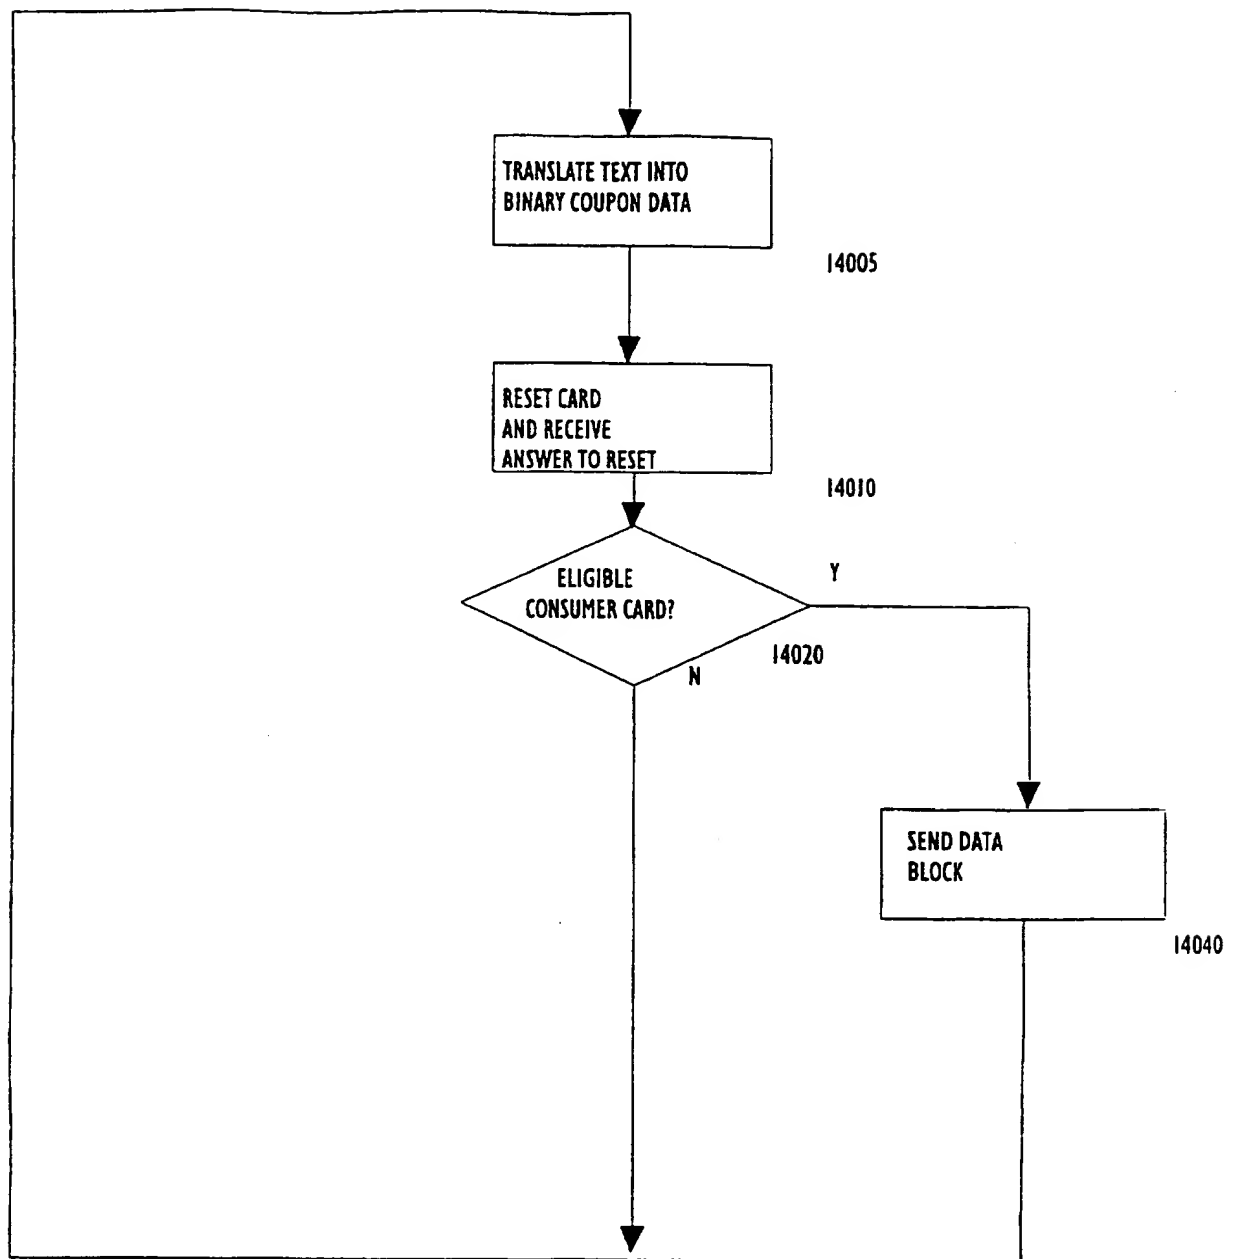 TRANSLATE TEXT INTO
BINARY COUPON DATA
14005
RESET CARD
AND RECEIVE
ANSWER TO RESET
14010
ELIGIBLE
CONSUMER CARD?
Y
14020
N
SEND DATA
BLOCK
14040